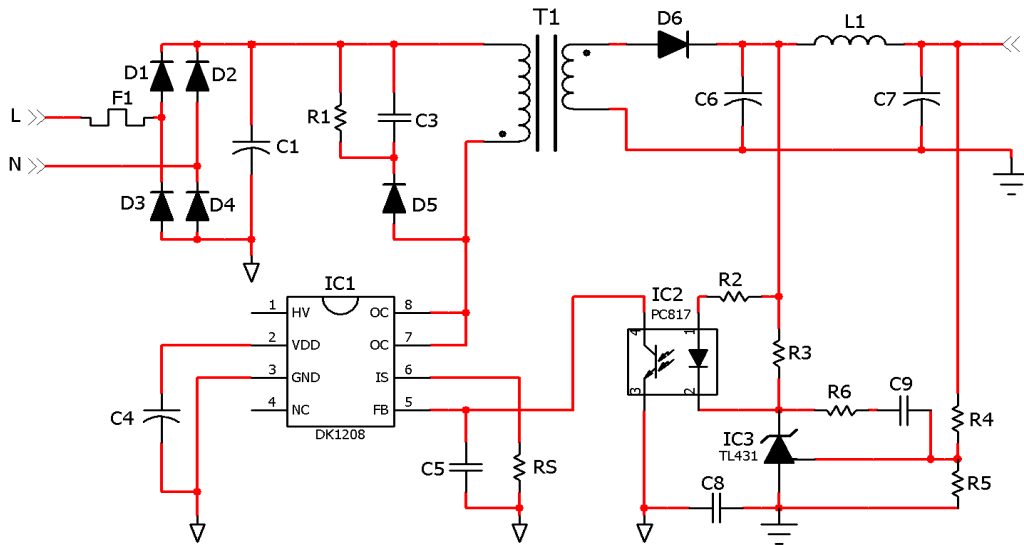 T1
D6
L1
D1
D2
F1
L
R1
C3
C6
C7
C1
N
D3
D4
D5
IC1
R2
IC2
PC817
1
HV
OC
8
4
1
2
VDD
OC
7
R3
3
GND
IS
6
3
2
R6
C9
4
NC
FB
5
C4
DK1208
IC3
TL431
R4
C5
RS
C8
R5